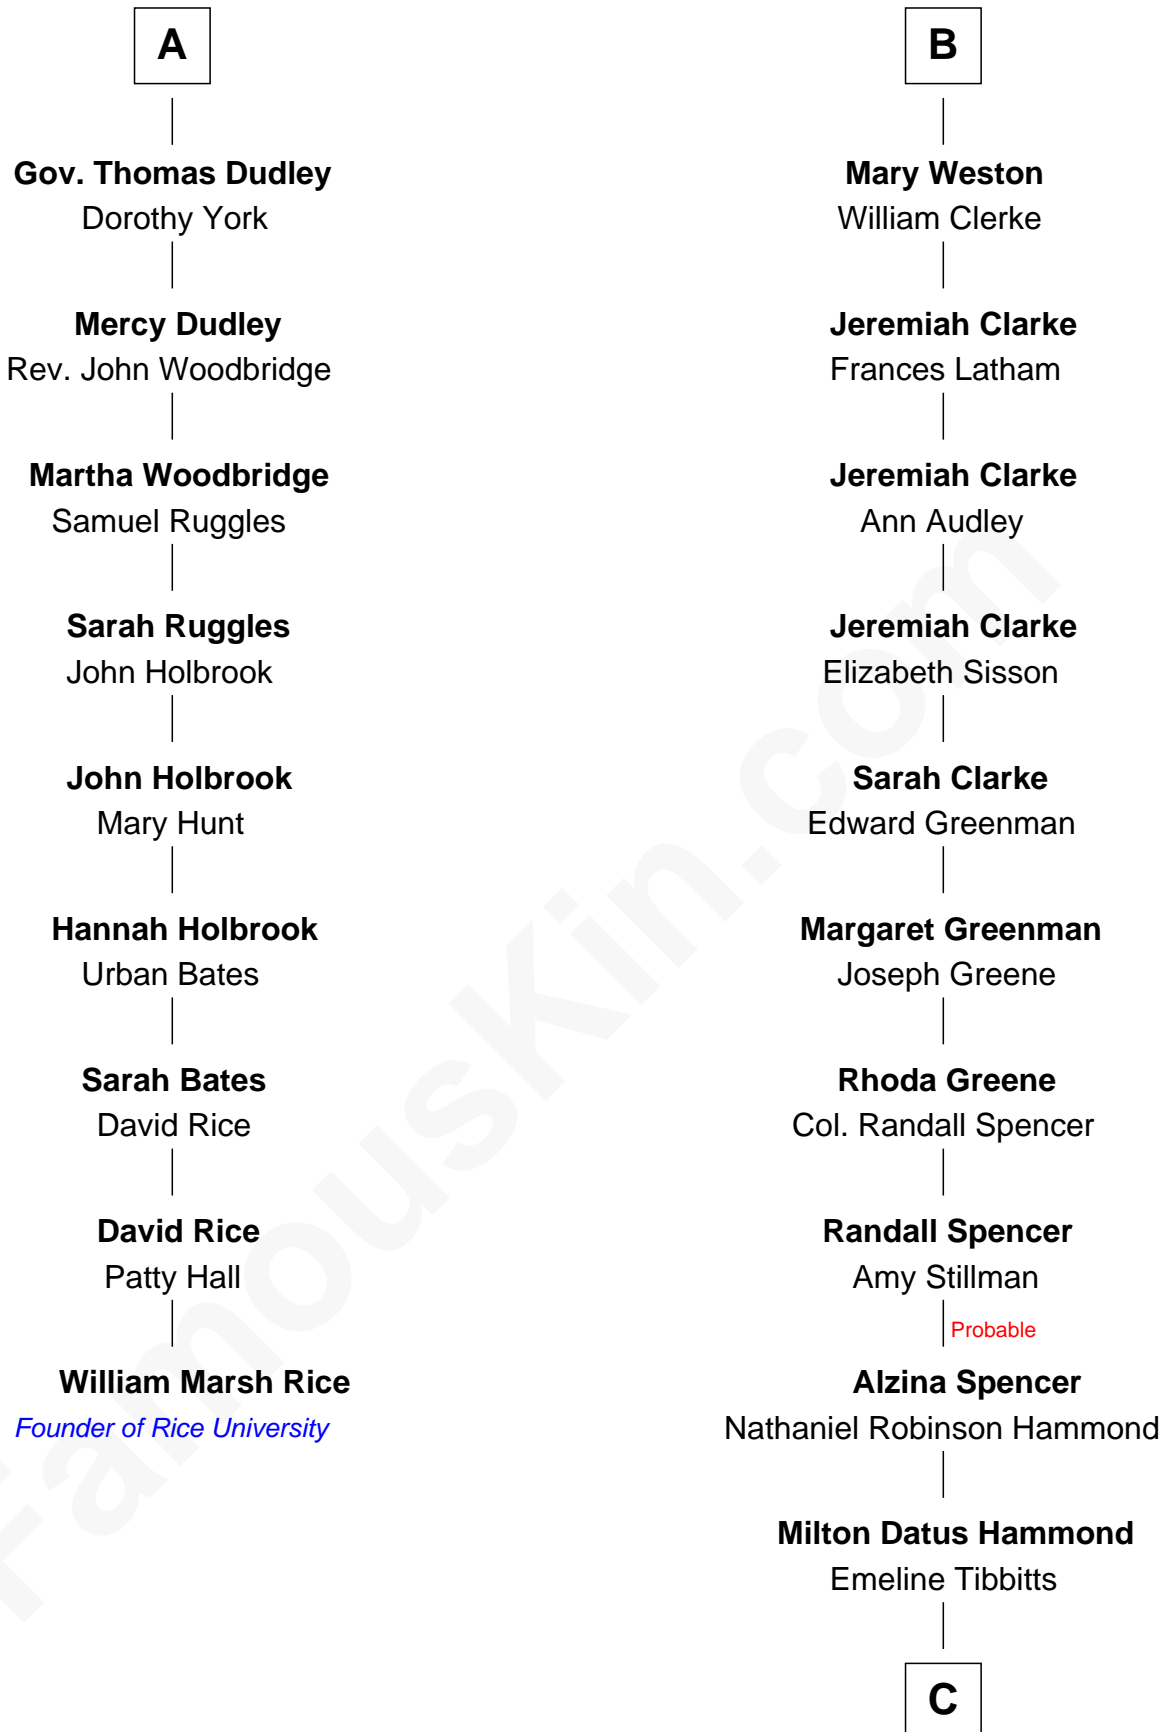 A
Gov. Thomas Dudley
Dorothy York
Mercy Dudley
Rev. John Woodbridge
Martha Woodbridge
Samuel Ruggles
Sarah Ruggles
John Holbrook
John Holbrook
Mary Hunt
Hannah Holbrook
Urban Bates
Sarah Bates
David Rice
David Rice
Patty Hall
William Marsh Rice
Founder of Rice University
B
Mary Weston
William Clerke
Jeremiah Clarke
Frances Latham
Jeremiah Clarke
Ann Audley
Jeremiah Clarke
Elizabeth Sisson
Sarah Clarke
Edward Greenman
Margaret Greenman
Joseph Greene
Rhoda Greene
Col. Randall Spencer
Randall Spencer
Amy Stillman
Probable
Alzina Spencer
Nathaniel Robinson Hammond
Milton Datus Hammond
Emeline Tibbitts
C
FamousKin.com